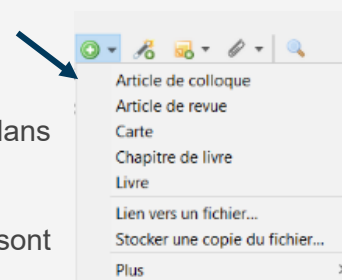 Article de colloque
Article de revue
Carte
Chapitre de livre
Livre
Lien vers un fichier...
Stocker une copie du fichier...
Plus
sont